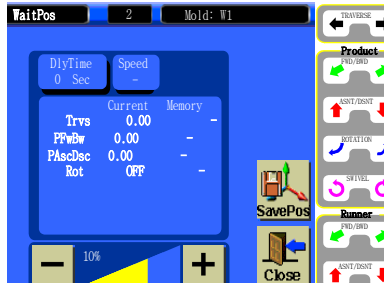 WaitPos 2 Mold: W1
DlyTime Speed
0 Sec -
Current Memory
Trvs 0.00 -
PFwBw 0.00 -
PAscDsc 0.00 -
Rot OFF -
SavePos
10%
Close
TRAVERSE
Product
FWD/BWD
ASNT/DSNT
ROTATION
SWIVEL
Runner
FWD/BWD
ASNT/DSNT